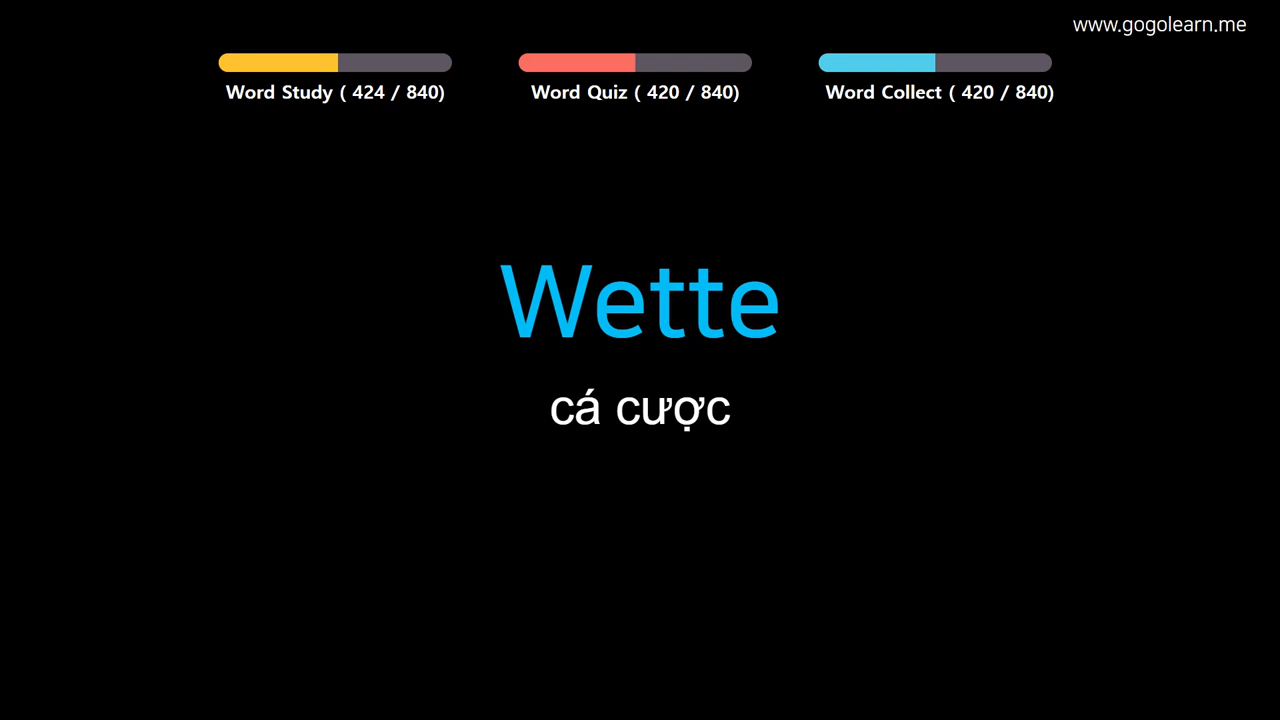 www.gogolearn.me
Word Study ( 424 / 840)
Word Quiz ( 420 / 840)
Word Collect ( 420 / 840)
Wette
cá cược